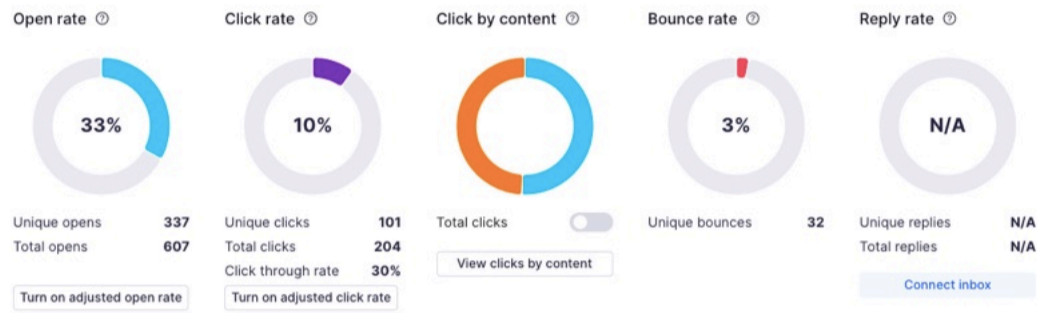 Open rate
33%
Unique opens 337
Total opens 607
Turn on adjusted open rate
Click rate
10%
Unique clicks 101
Total clicks 204
Click through rate 30%
Turn on adjusted click rate
Click by content
Total clicks
View clicks by content
Bounce rate
3%
Unique bounces 32
Reply rate
N/A
Unique replies N/A
Total replies N/A
Connect inbox